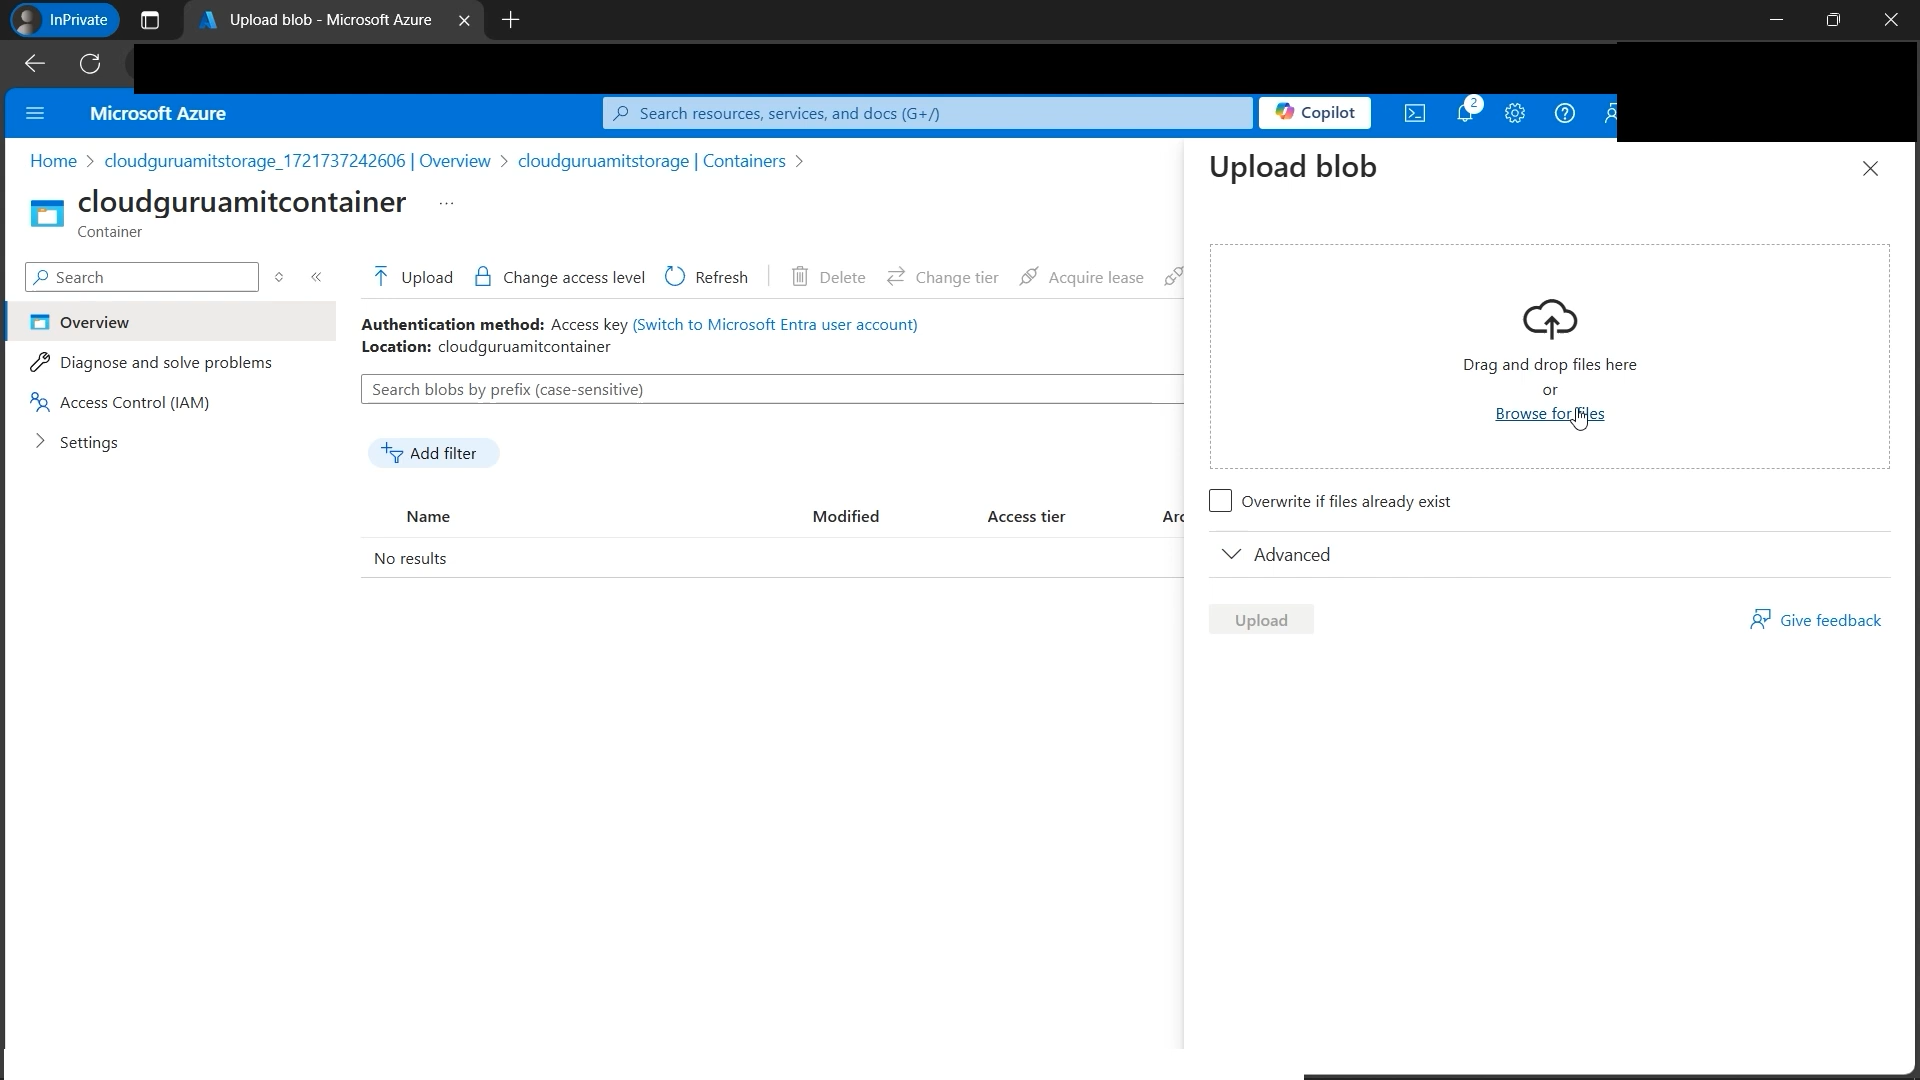 InPrivate
Upload blob - Microsoft Azure
Microsoft Azure
Search resources, services, and docs (G+/)
Copilot
2
Home > cloudguruamitstorage_1721737242606 | Overview > cloudguruamitstorage | Containers >
cloudguruamitcontainer ...
Container
Search
Overview
Diagnose and solve problems
Access Control (IAM)
Settings
Upload
Change access level
Refresh
Delete
Change tier
Acquire lease
Authentication method: Access key (Switch to Microsoft Entra user account)
Location: cloudguruamitcontainer
Search blobs by prefix (case-sensitive)
Add filter
Name Modified Access tier
No results
Upload blob
Drag and drop files here
or
Browse for files
Overwrite if files already exist
Advanced
Upload
Give feedback